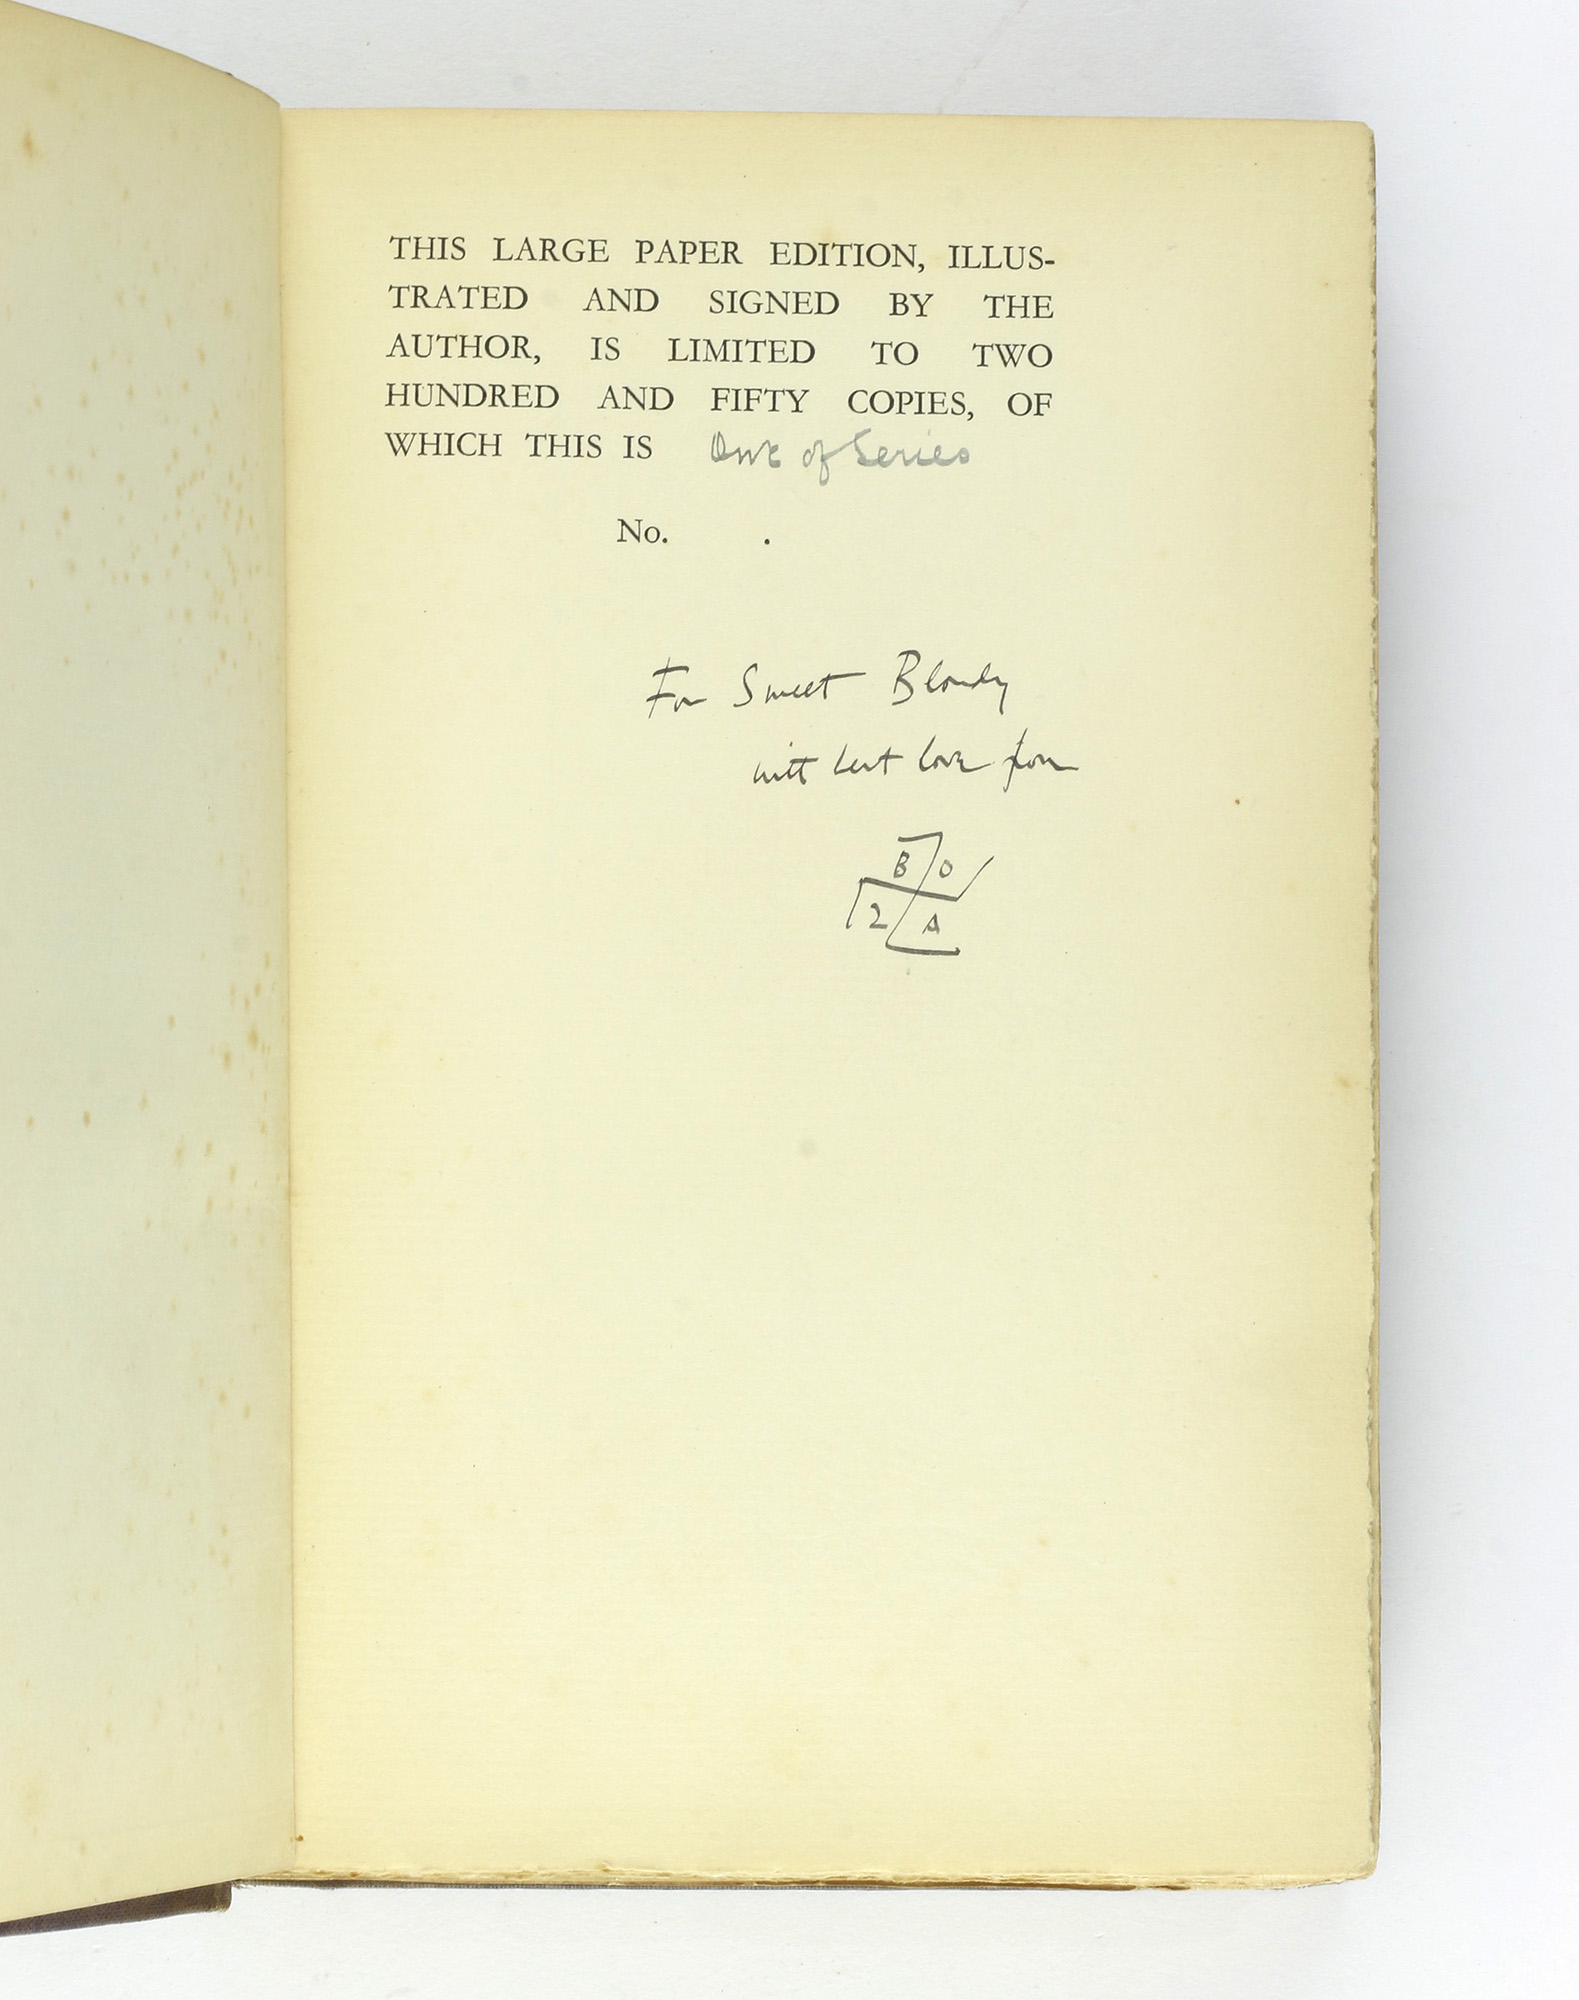 THIS LARGE PAPER EDITION, ILLUS-
TRATED AND SIGNED BY THE
AUTHOR, IS LIMITED TO TWO
HUNDRED AND FIFTY COPIES, OF
WHICH THIS IS One of Series
No. .
For Sweet Blondy
with best love from
B O
2 A